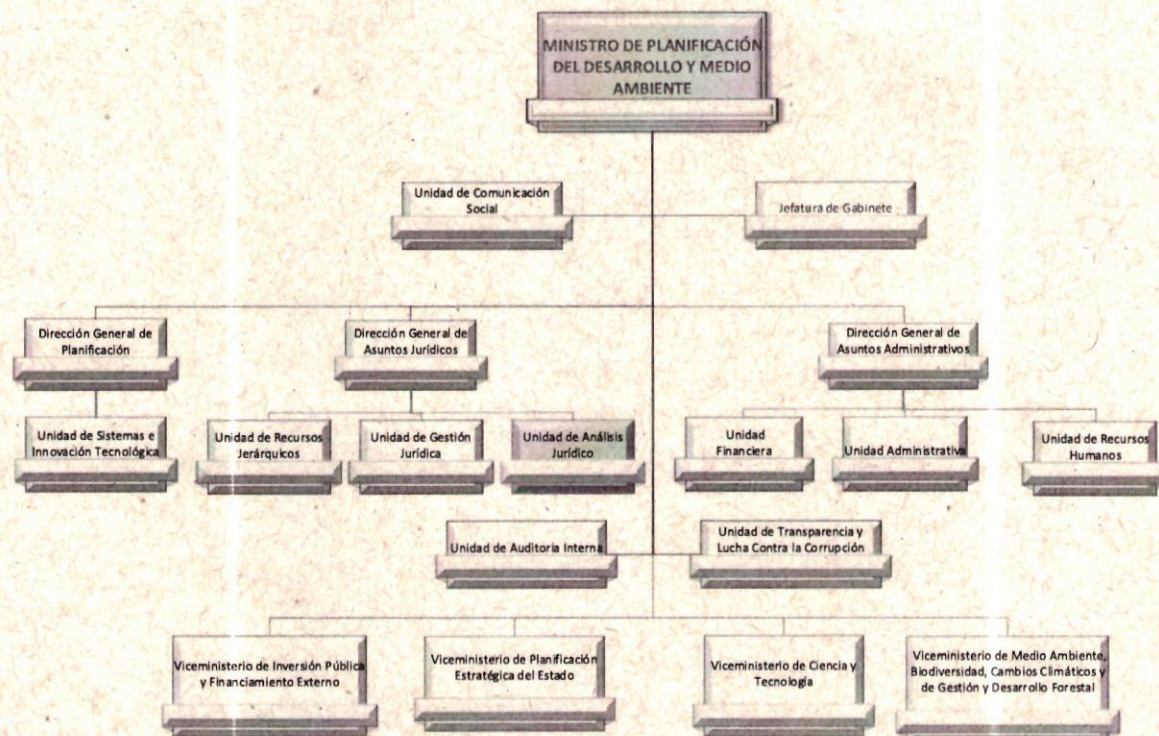 MINISTRO DE PLANIFICACIÓN
DEL DESARROLLO Y MEDIO
AMBIENTE
Unidad de Comunicación
Social
Jefatura de Gabinete
Dirección General de
Planificación
Dirección General de
Asuntos Jurídicos
Dirección General de
Asuntos Administrativos
Unidad de Sistemas e
Innovación Tecnológica
Unidad de Recursos
Jerárquicos
Unidad de Gestión
Jurídica
Unidad de Análisis
Jurídico
Unidad
Financiera
Unidad Administrativa
Unidad de Recursos
Humanos
Unidad de Auditoria Interna
Unidad de Transparencia y
Lucha Contra la Corrupción
Viceministerio de Inversión Pública
y Financiamiento Externo
Viceministerio de Planificación
Estratégica del Estado
Viceministerio de Ciencia y
Tecnología
Viceministerio de Medio Ambiente,
Biodiversidad, Cambios Climáticos y
de Gestión y Desarrollo Forestal